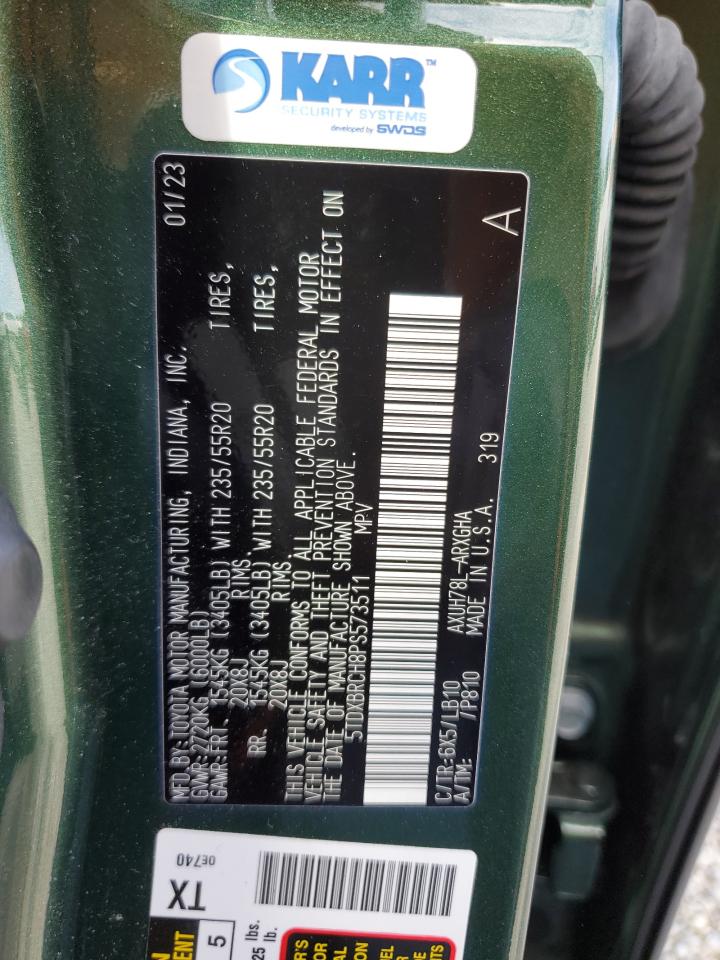 KARR™
SECURITY SYSTEMS
developed by SWDS
MFD. BY: TOYOTA MOTOR MANUFACTURING, INDIANA, INC. 01/23
GVWR: 2720KG (6000LB)
GAWR: FRT - 1545KG (3405LB) WITH 235/55R20 TIRES,
20X8J RIMS,
RR. - 1545KG (3405LB) WITH 235/55R20 TIRES,
20X8J RIMS,
THIS VEHICLE CONFORMS TO ALL APPLICABLE FEDERAL MOTOR
VEHICLE SAFETY AND THEFT PREVENTION STANDARDS IN EFFECT ON
THE DATE OF MANUFACTURE SHOWN ABOVE.
5TDXBRCH8PS573511 MPV
C/TR: 6X5/LB10 AXUH78L-ARXGHA
A/TM: /P810 MADE IN U.S.A. 319
A
TX
0E740
5
lbs.
25 lb.